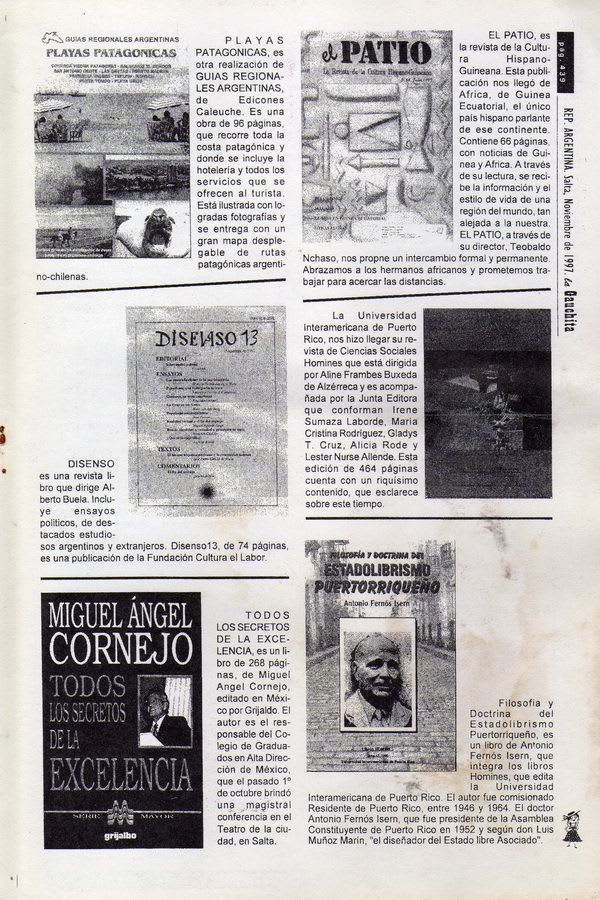 GUIAS REGIONALES ARGENTINAS
PLAYAS PATAGONICAS
PLAYAS
PATAGONICAS, es
otra realización de
GUIAS REGIONA-
LES ARGENTINAS,
de Edicones
Caleuche. Es una
obra de 96 páginas,
que recorre toda la
costa patagónica y
donde se incluye la
hotelería y todos los
servicios que se
ofrecen al turista.
Está ilustrada con lo-
gradas fotografías y
se entrega con un
gran mapa desple-
gable de rutas
patagónicas argenti-
no-chilenas.
el PATIO
La Revista de la Cultura Hispano-Guineana
EL PATIO, es
la revista de la Cultu-
ra Hispano-
Guineana. Esta publi-
cación nos llegó de
Africa, de Guinea
Ecuatorial, el único
país hispano parlante
de ese continente.
Contiene 66 páginas,
con noticias de Gui-
nea y Africa. A través
de su lectura, se reci-
be la información y el
estilo de vida de una
región del mundo, tan
alejada a la nuestra.
EL PATIO, a través de
su director, Teobaldo
Nchaso, nos propne un intercambio formal y permanente.
Abrazamos a los hermanos africanos y prometemos tra-
bajar para acercar las distancias.
pág. 439
REP. ARGENTINA, Salta, Noviembre de 1997. La Gauchita
DISENSO 13
EDITORIAL
ENSAYOS
TEXTOS
COMENTARIOS
DISENSO
es una revista li-
bro que dirige Al-
berto Buela. Inclu-
ye ensayos
políticos, de des-
tacados estudio-
sos argentinos y extranjeros. Disenso13, de 74 páginas,
es una publicación de la Fundación Cultura el Labor.
La Universidad
Interamericana de Puerto
Rico, nos hizo llegar su re-
vista de Ciencias Sociales
Homines que está dirigida
por Aline Frambes Buxeda
de Alzérreca y es acompa-
ñada por la Junta Editora
que conforman Irene
Sumaza Laborde, Maria
Cristina Rodríguez, Gladys
T. Cruz, Alicia Rode y
Lester Nurse Allende. Esta
edición de 464 páginas
cuenta con un riquísimo
contenido, que esclarece
sobre este tiempo.
MIGUEL ÁNGEL
CORNEJO
TODOS
LOS SECRETOS
DE LA
EXCELENCIA
SERIE MAYOR
grijalbo
TODOS
LOS SECRETOS
DE LA EXCE-
LENCIA, es un li-
bro de 268 pági-
nas, de Miguel
Angel Cornejo,
editado en México
por Grijaldo. El
autor es el res-
ponsable del Co-
legio de Gradua-
dos en Alta Direc-
ción de México,
que el pasado 1º
de octubre brindó
una magistral
conferencia en el
Teatro de la ciu-
dad, en Salta.
FILOSOFIA Y DOCTRINA DEL
ESTADOLIBRISMO
PUERTORRIQUEÑO
Antonio Fernós Isern
Filosofia y
Doctrina del
Estadolibrismo
Puertorriqueño, es
un libro de Antonio
Fernós Isern, que
integra los libros
Homines, que edita
la Universidad
Interamericana de Puerto Rico. El autor fue comisionado
Residente de Puerto Rico, entre 1946 y 1964. El doctor
Antonio Fernós Isern, que fue presidente de la Asamblea
Constituyente de Puerto Rico en 1952 y según don Luis
Muñoz Marin, "el diseñador del Estado libre Asociado".